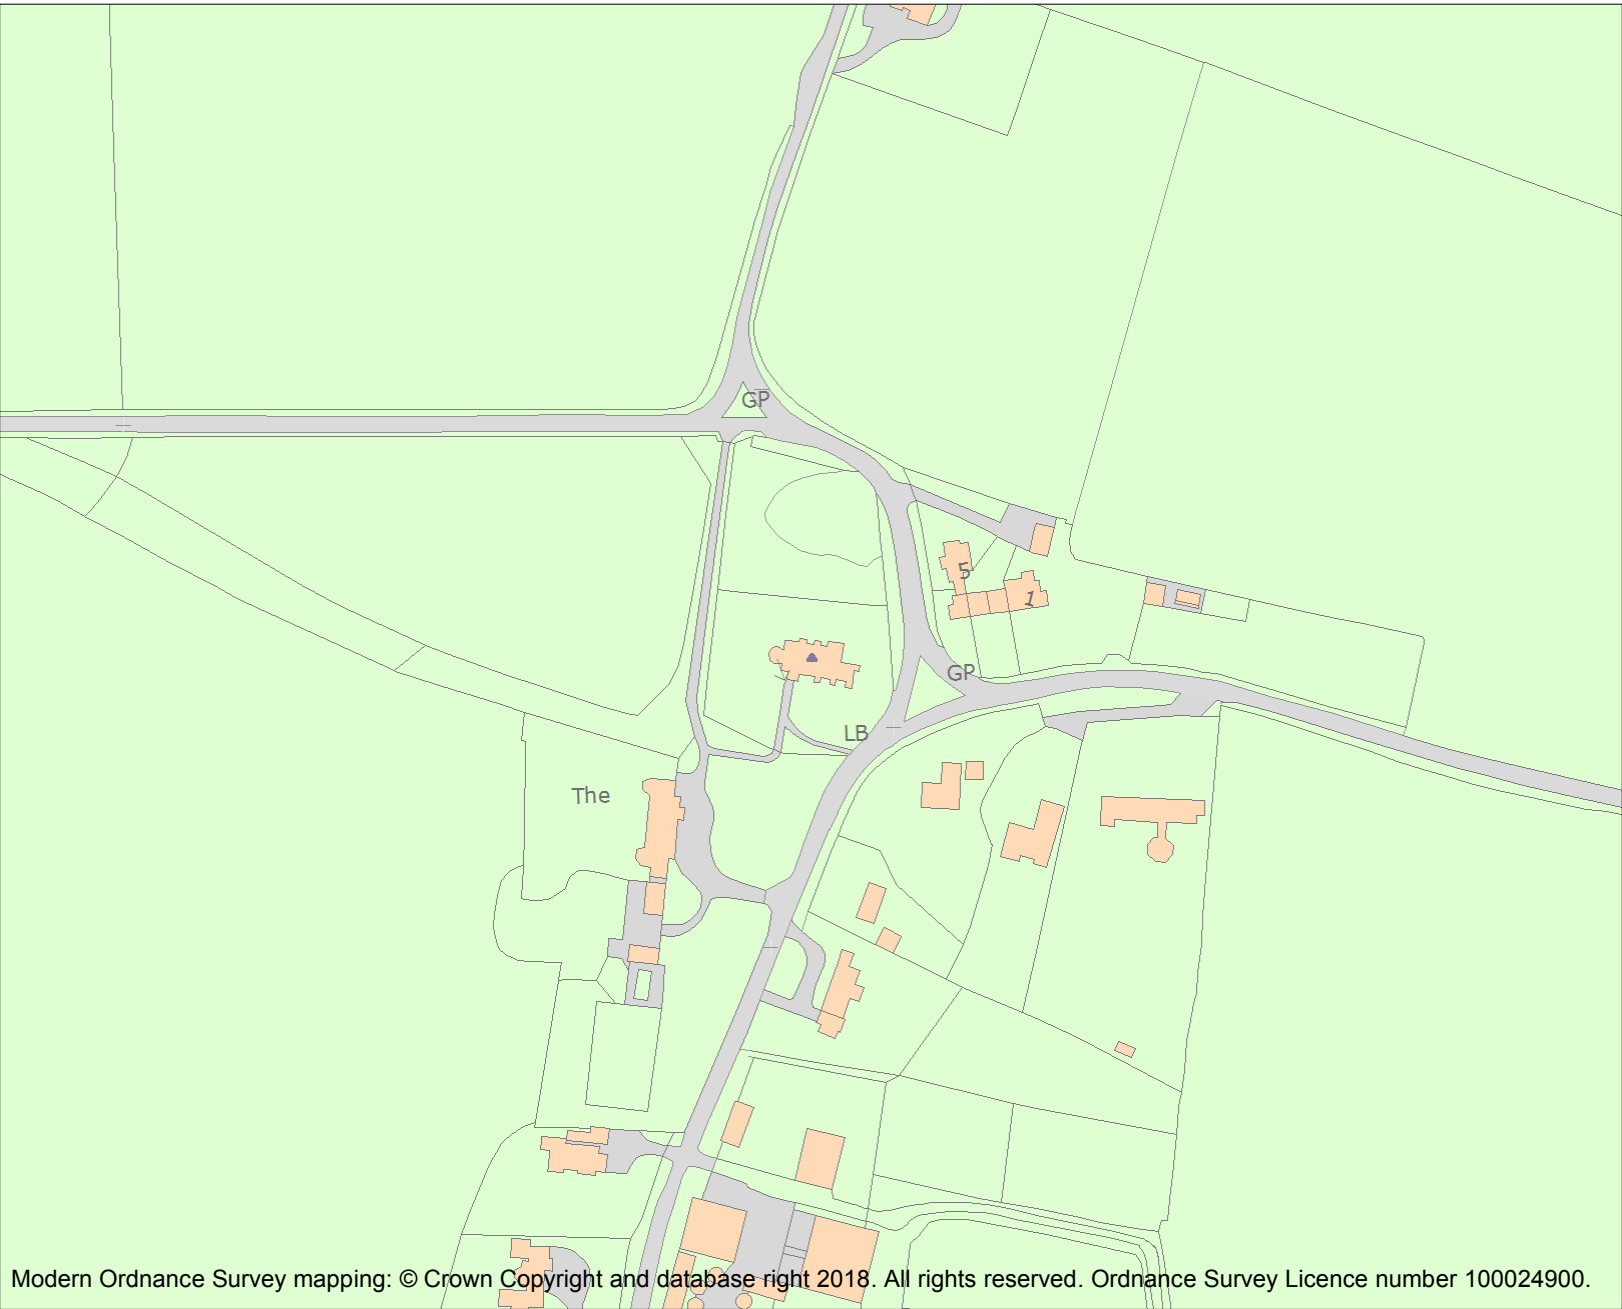 GP
5
1
GP
LB
The
Modern Ordnance Survey mapping: © Crown Copyright and database right 2018. All rights reserved. Ordnance Survey Licence number 100024900.